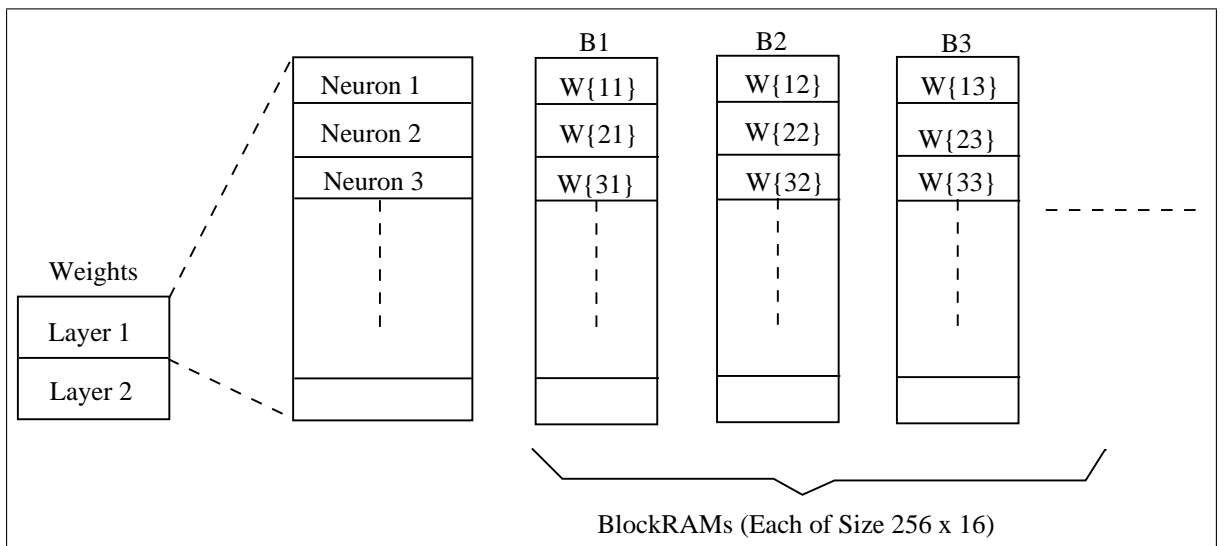 B1 B2 B3
Neuron 1 W{11} W{12} W{13}
Neuron 2 W{21} W{22} W{23}
Neuron 3 W{31} W{32} W{33}
Weights
Layer 1
Layer 2
BlockRAMs (Each of Size 256 x 16)